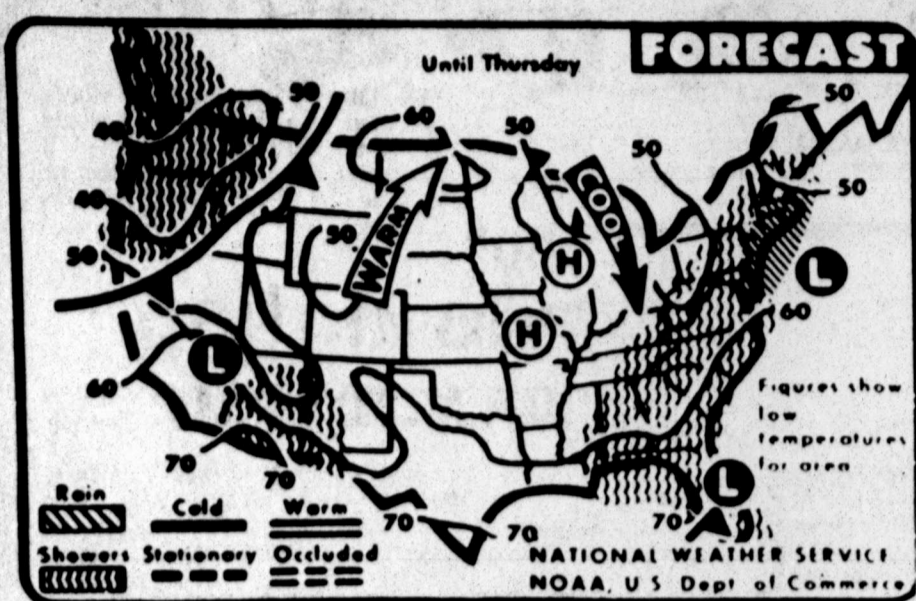 FORECAST
Until Thursday
50
60
50
50
50
40
40
50
50
50
WARM
COOL
H
H
L
L
L
60
60
70
70
70
70
70
Figures show
low
temperatures
for area
Rain
Cold
Warm
Showers
Stationary
Occluded
NATIONAL WEATHER SERVICE
NOAA, U S Dept of Commerce